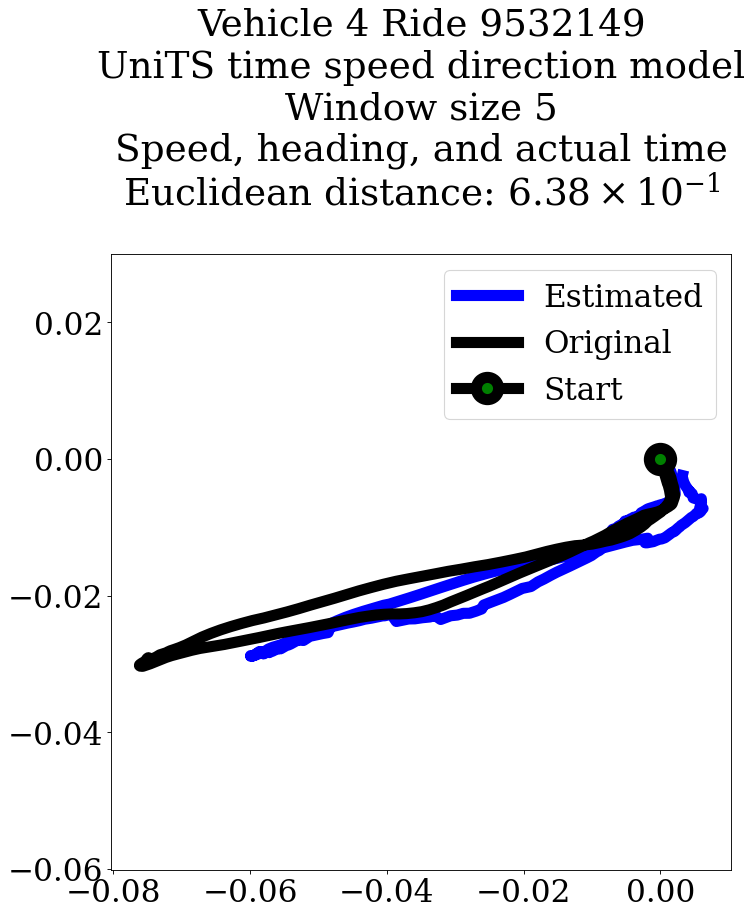 Vehicle 4 Ride 9532149
UniTS time speed direction model
Window size 5
Speed, heading, and actual time
Euclidean distance: 6.38 × 10⁻¹
Estimated
Original
Start
0.02
0.00
−0.02
−0.04
−0.06
−0.08 −0.06 −0.04 −0.02 0.00